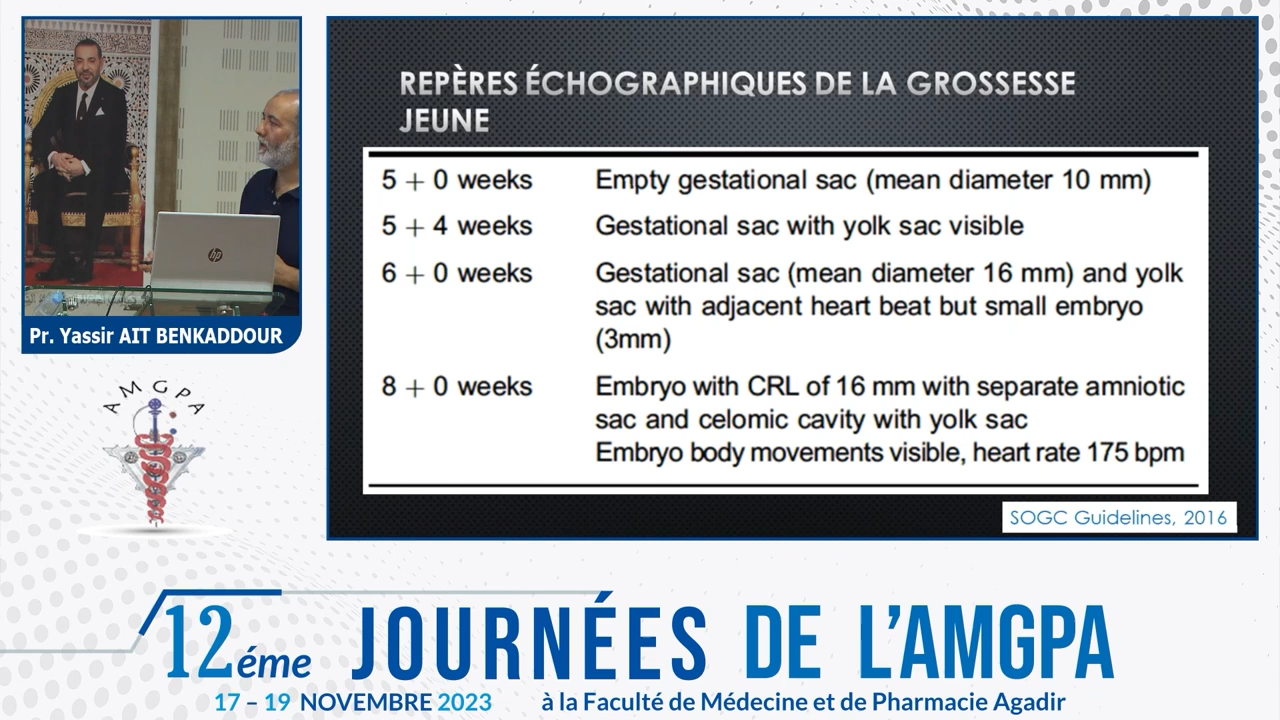 hp
Pr. Yassir AIT BENKADDOUR
AMGPA
REPÈRES ÉCHOGRAPHIQUES DE LA GROSSESSE
JEUNE
5 + 0 weeks Empty gestational sac (mean diameter 10 mm)
5 + 4 weeks Gestational sac with yolk sac visible
6 + 0 weeks Gestational sac (mean diameter 16 mm) and yolk
sac with adjacent heart beat but small embryo
(3mm)
8 + 0 weeks Embryo with CRL of 16 mm with separate amniotic
sac and celomic cavity with yolk sac
Embryo body movements visible, heart rate 175 bpm
SOGC Guidelines, 2016
12éme JOURNÉES DE L'AMGPA
17 – 19 NOVEMBRE 2023 à la Faculté de Médecine et de Pharmacie Agadir